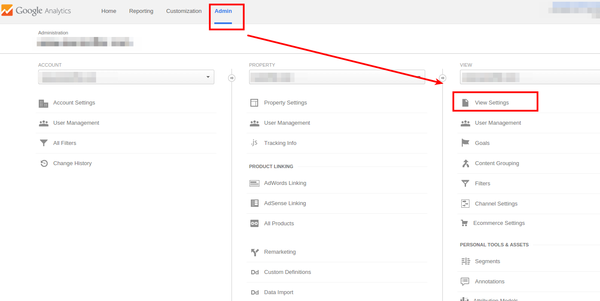 Google Analytics
Home Reporting Customization Admin
Administration
ACCOUNT
Account Settings
User Management
All Filters
Change History
PROPERTY
Property Settings
User Management
.js Tracking Info
PRODUCT LINKING
AdWords Linking
AdSense Linking
All Products
Remarketing
Dd Custom Definitions
Dd Data Import
VIEW
View Settings
User Management
Goals
Content Grouping
Filters
Channel Settings
Ecommerce Settings
PERSONAL TOOLS & ASSETS
Segments
Annotations
Attribution Models